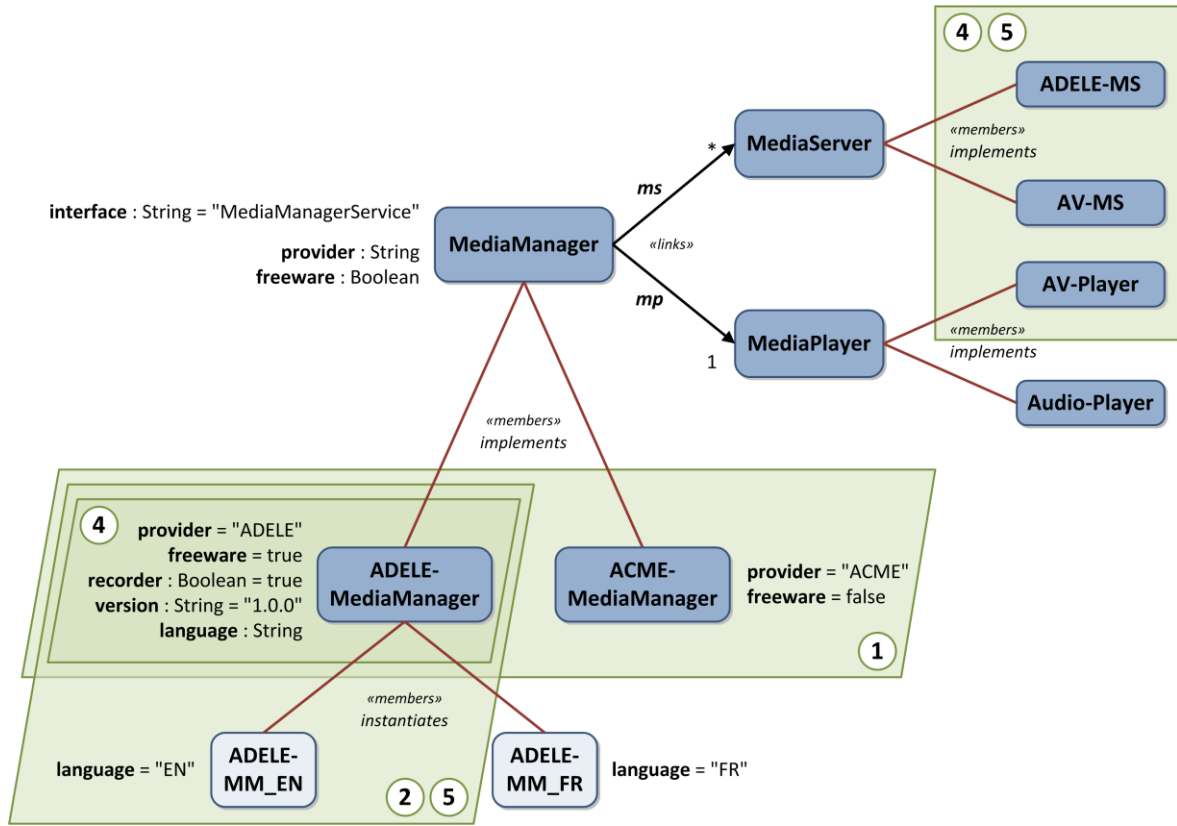 4 5
ADELE-MS
«members»
implements
AV-MS
MediaServer
*
ms
interface : String = "MediaManagerService"
provider : String
freeware : Boolean
MediaManager
«links»
mp
1
MediaPlayer
AV-Player
«members»
implements
Audio-Player
«members»
implements
4
provider = "ADELE"
freeware = true
recorder : Boolean = true
version : String = "1.0.0"
language : String
ADELE-
MediaManager
ACME-
MediaManager
provider = "ACME"
freeware = false
1
«members»
instantiates
language = "EN"
ADELE-
MM_EN
2 5
ADELE-
MM_FR
language = "FR"